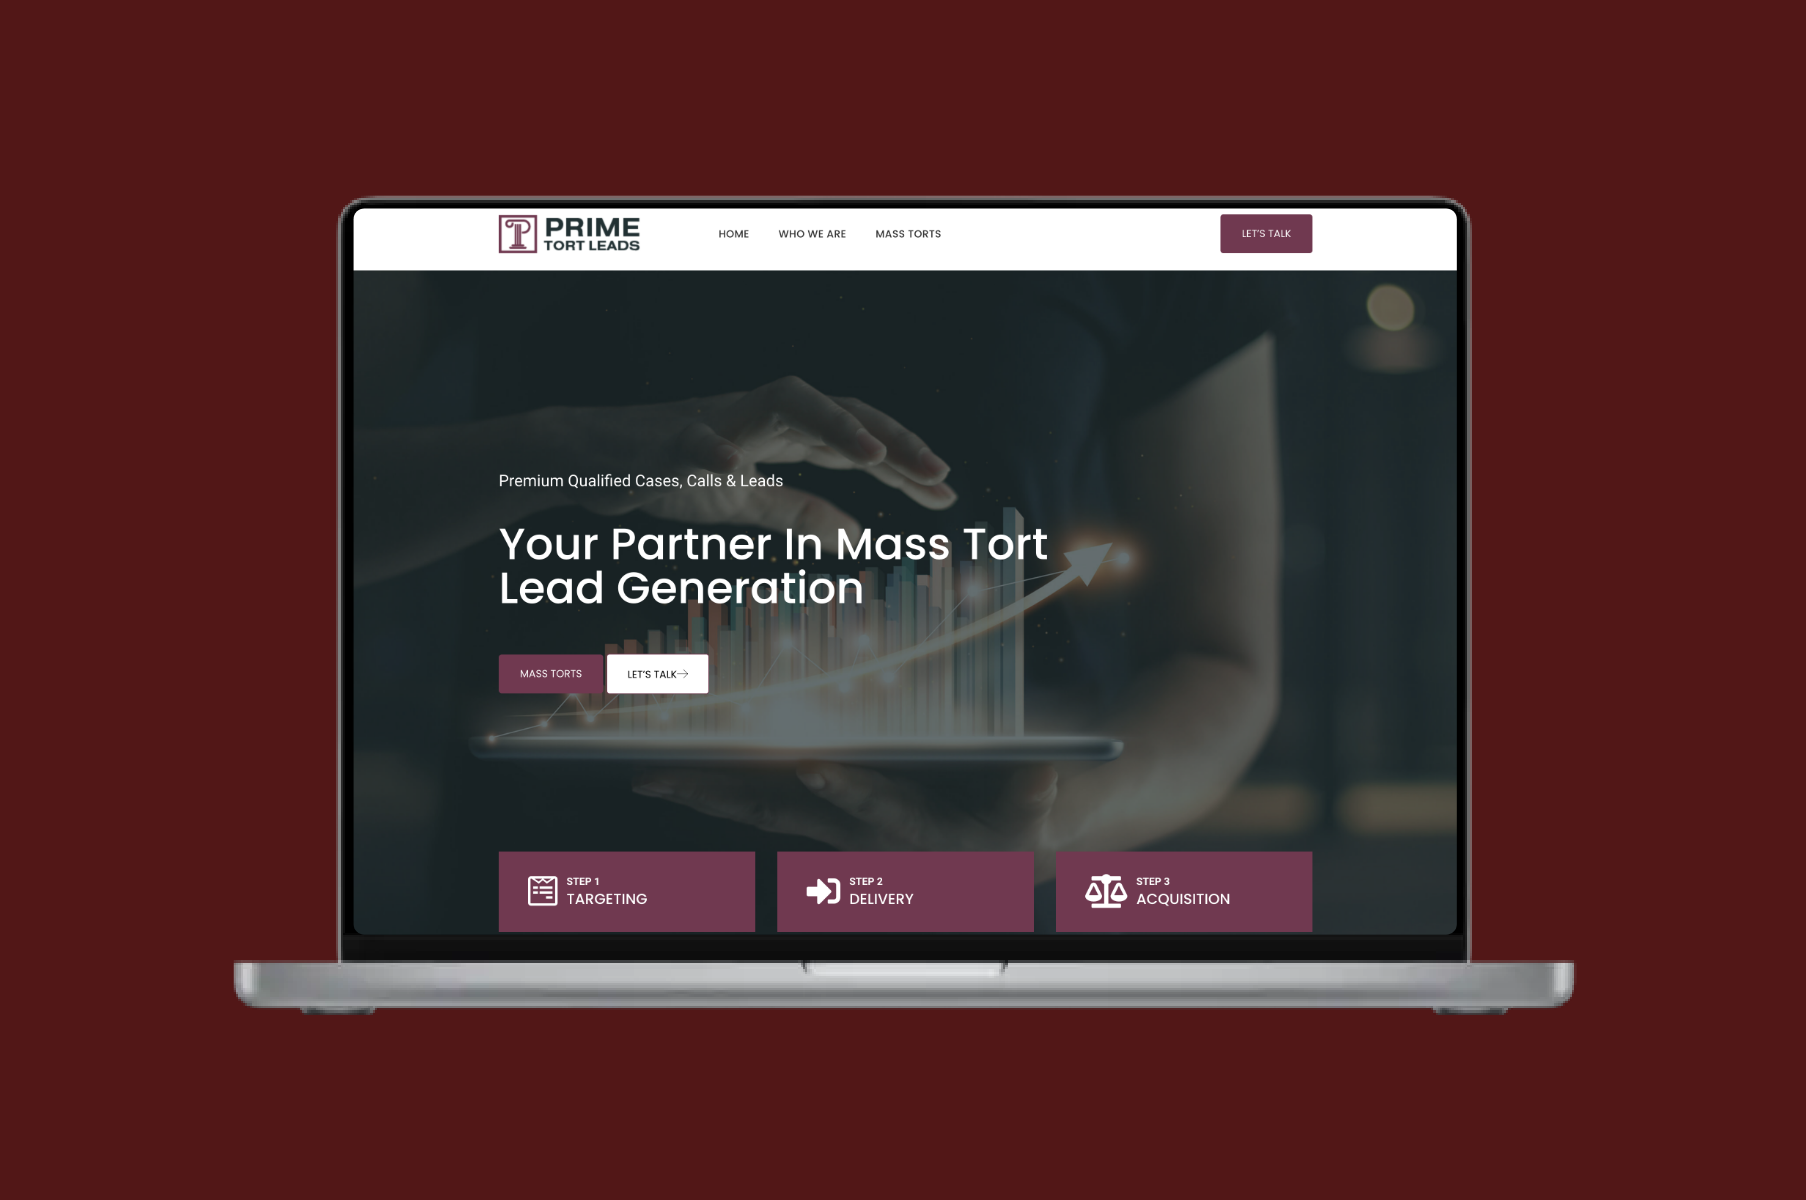 PRIME
TORT LEADS
HOME
WHO WE ARE
MASS TORTS
LET'S TALK
Premium Qualified Cases, Calls & Leads
Your Partner In Mass Tort
Lead Generation
MASS TORTS
LET'S TALK→
STEP 1
TARGETING
STEP 2
DELIVERY
STEP 3
ACQUISITION